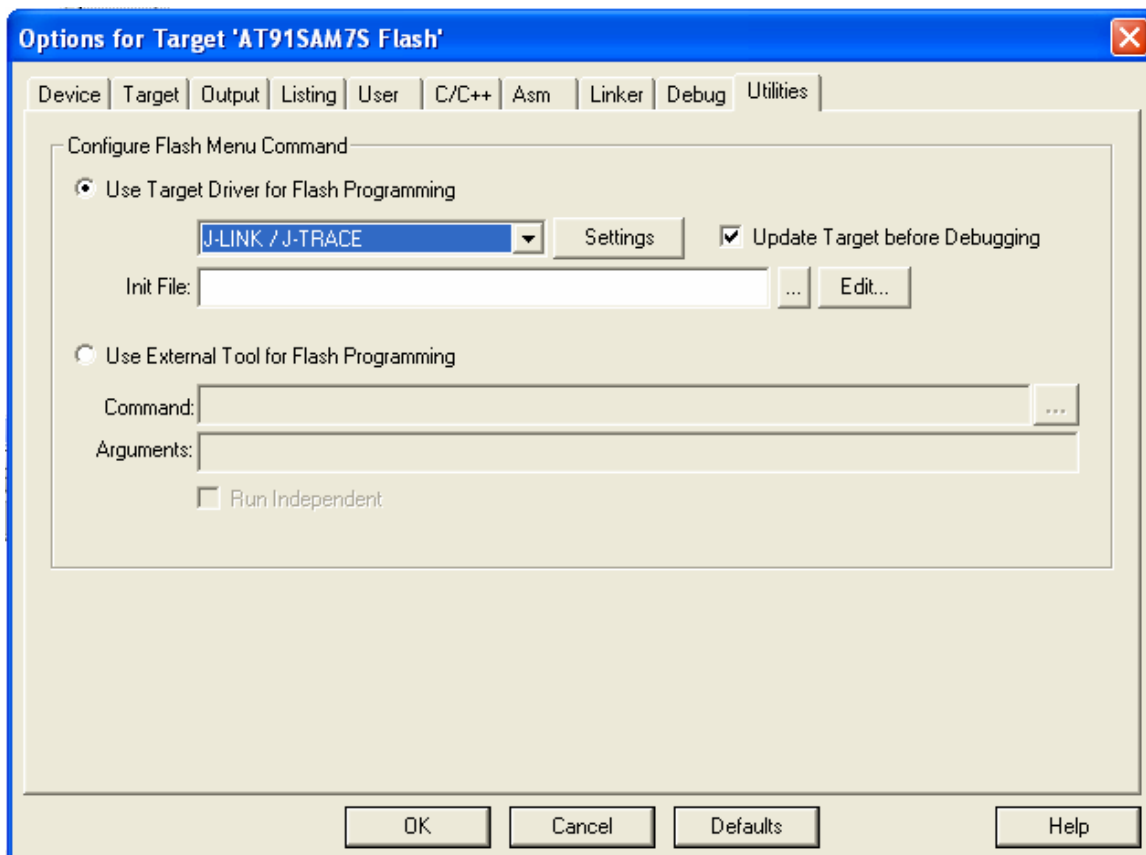 Options for Target 'AT91SAM7S Flash'
Device Target Output Listing User C/C++ Asm Linker Debug Utilities
Configure Flash Menu Command
Use Target Driver for Flash Programming
J-LINK / J-TRACE Settings Update Target before Debugging
Init File: ... Edit...
Use External Tool for Flash Programming
Command: ...
Arguments:
Run Independent
OK Cancel Defaults Help